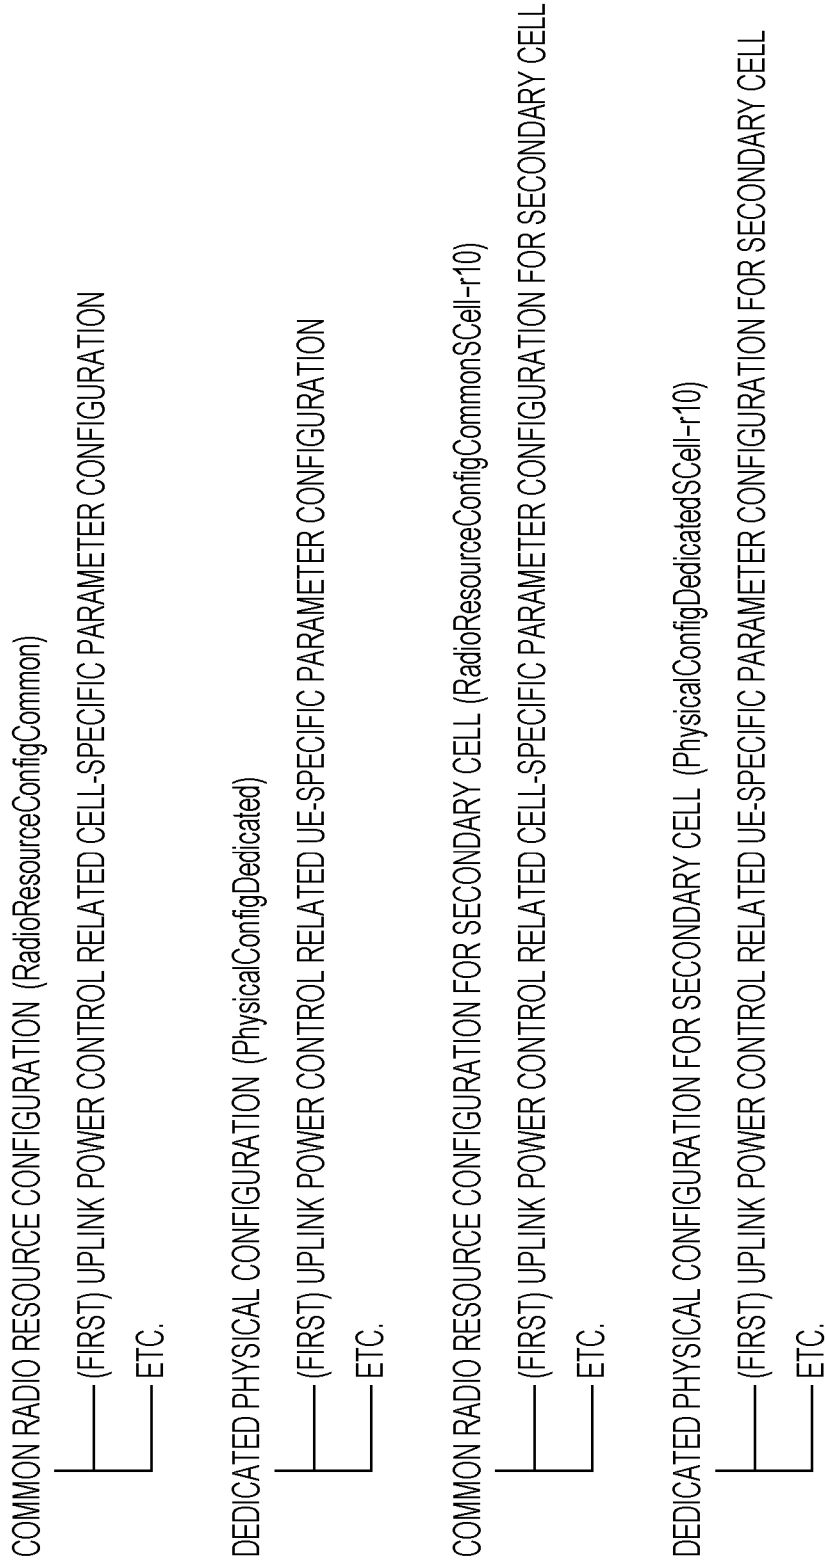 COMMON RADIO RESOURCE CONFIGURATION (RadioResourceConfigCommon)
(FIRST) UPLINK POWER CONTROL RELATED CELL-SPECIFIC PARAMETER CONFIGURATION
ETC.
DEDICATED PHYSICAL CONFIGURATION (PhysicalConfigDedicated)
(FIRST) UPLINK POWER CONTROL RELATED UE-SPECIFIC PARAMETER CONFIGURATION
ETC.
COMMON RADIO RESOURCE CONFIGURATION FOR SECONDARY CELL (RadioResourceConfigCommonSCell-r10)
(FIRST) UPLINK POWER CONTROL RELATED CELL-SPECIFIC PARAMETER CONFIGURATION FOR SECONDARY CELL
ETC.
DEDICATED PHYSICAL CONFIGURATION FOR SECONDARY CELL (PhysicalConfigDedicatedSCell-r10)
(FIRST) UPLINK POWER CONTROL RELATED UE-SPECIFIC PARAMETER CONFIGURATION FOR SECONDARY CELL
ETC.